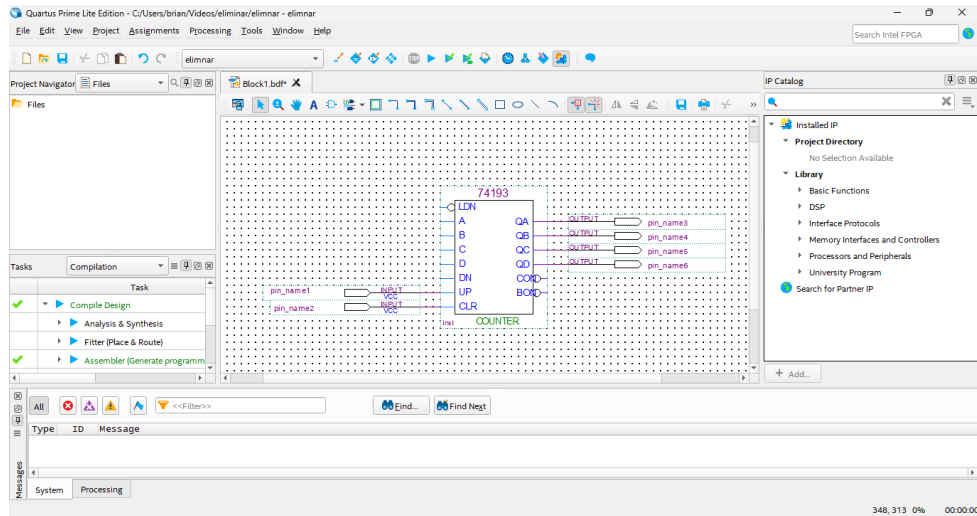 Quartus Prime Lite Edition - C:/Users/brian/Videos/eliminar/elimnar - elimnar
File Edit View Project Assignments Processing Tools Window Help
Search Intel FPGA
elimnar
Project Navigator Files
Block1.bdf*
IP Catalog
Files
Installed IP
Project Directory
No Selection Available
Library
Basic Functions
DSP
Interface Protocols
Memory Interfaces and Controllers
Processors and Peripherals
University Program
Search for Partner IP
+ Add...
74193
LDN
A QA OUTPUT pin_name3
B QB OUTPUT pin_name4
C QC OUTPUT pin_name5
D QD OUTPUT pin_name6
DN CON
pin_name1 INPUT VCC UP BON
pin_name2 INPUT VCC CLR
inst COUNTER
Tasks Compilation
Task
Compile Design
Analysis & Synthesis
Fitter (Place & Route)
Assembler (Generate programm
All <<Filter>> Find... Find Next
Type ID Message
Messages
System Processing
348, 313 0% 00:00:00